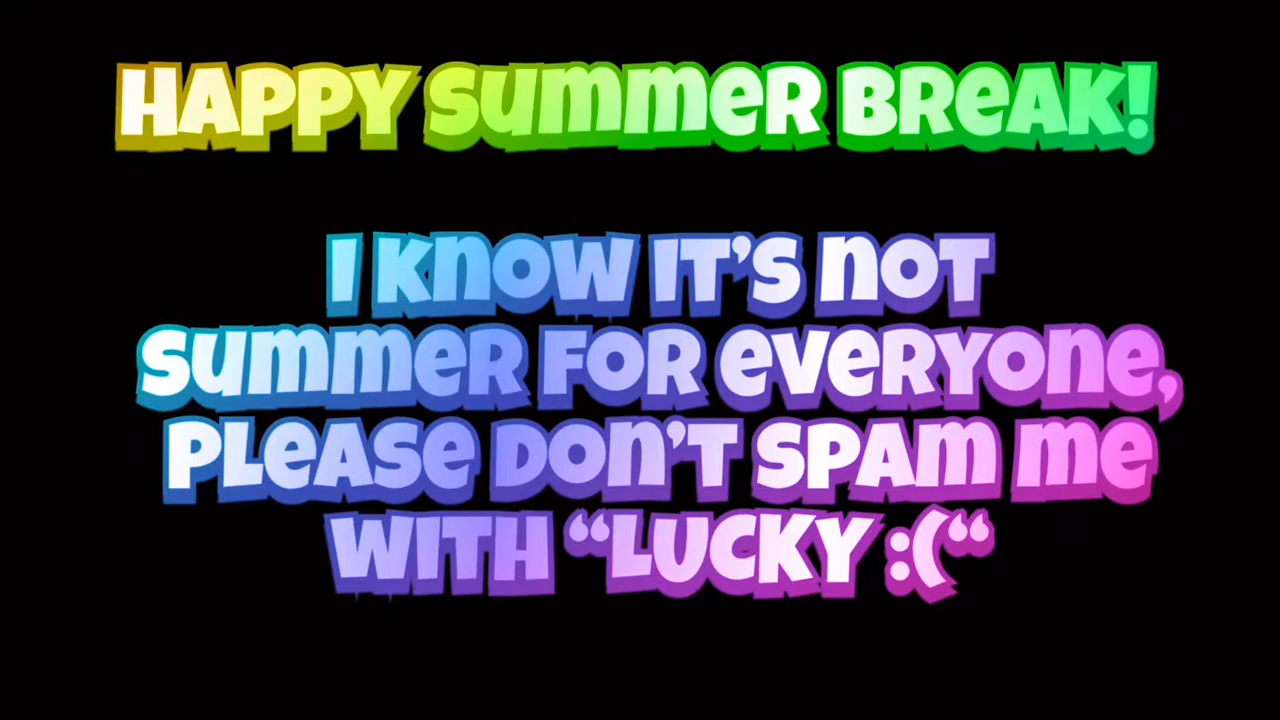 HAPPY SUMMER BREAK!
I KNOW IT’S NOT
SUMMER FOR EVERYONE,
PLEASE DON’T SPAM ME
WITH “LUCKY :(“